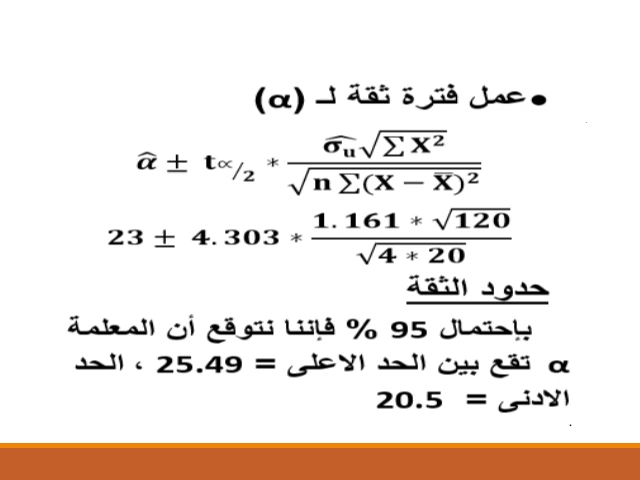 • عمل فترة ثقة لـ (α)
α̂ ± t∝/₂ * (σ̂ᵤ√(∑X²)) / √(n ∑(X − X̄)²)
23 ± 4.303 * (1.161 * √120) / √(4 * 20)
حدود الثقة
بإحتمال 95 % فإننا نتوقع أن المعلمة
α تقع بين الحد الاعلى = 25.49 ، الحد
الادنى = 20.5